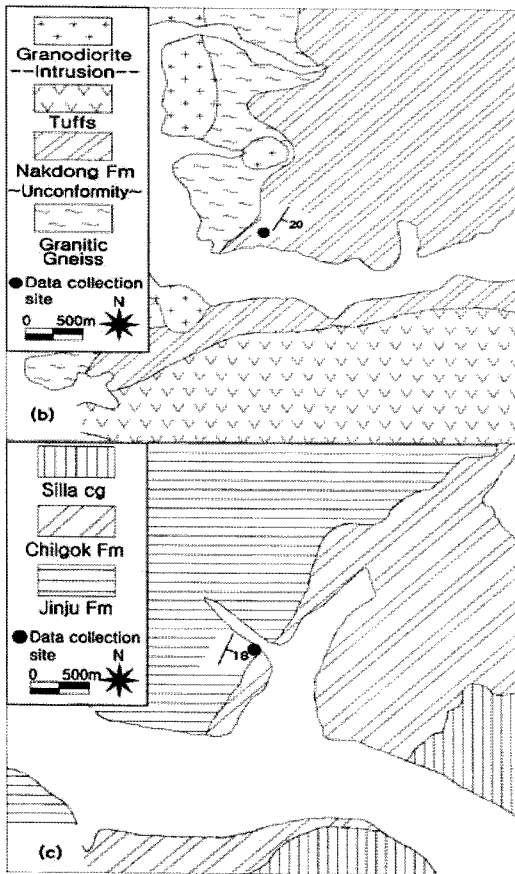 Granodiorite
--Intrusion--
Tuffs
Nakdong Fm
~Unconformity~
Granitic
Gneiss
Data collection
site
N
0 500m
20
(b)
Silla cg
Chilgok Fm
Jinju Fm
Data collection
site
N
0 500m
18
(c)